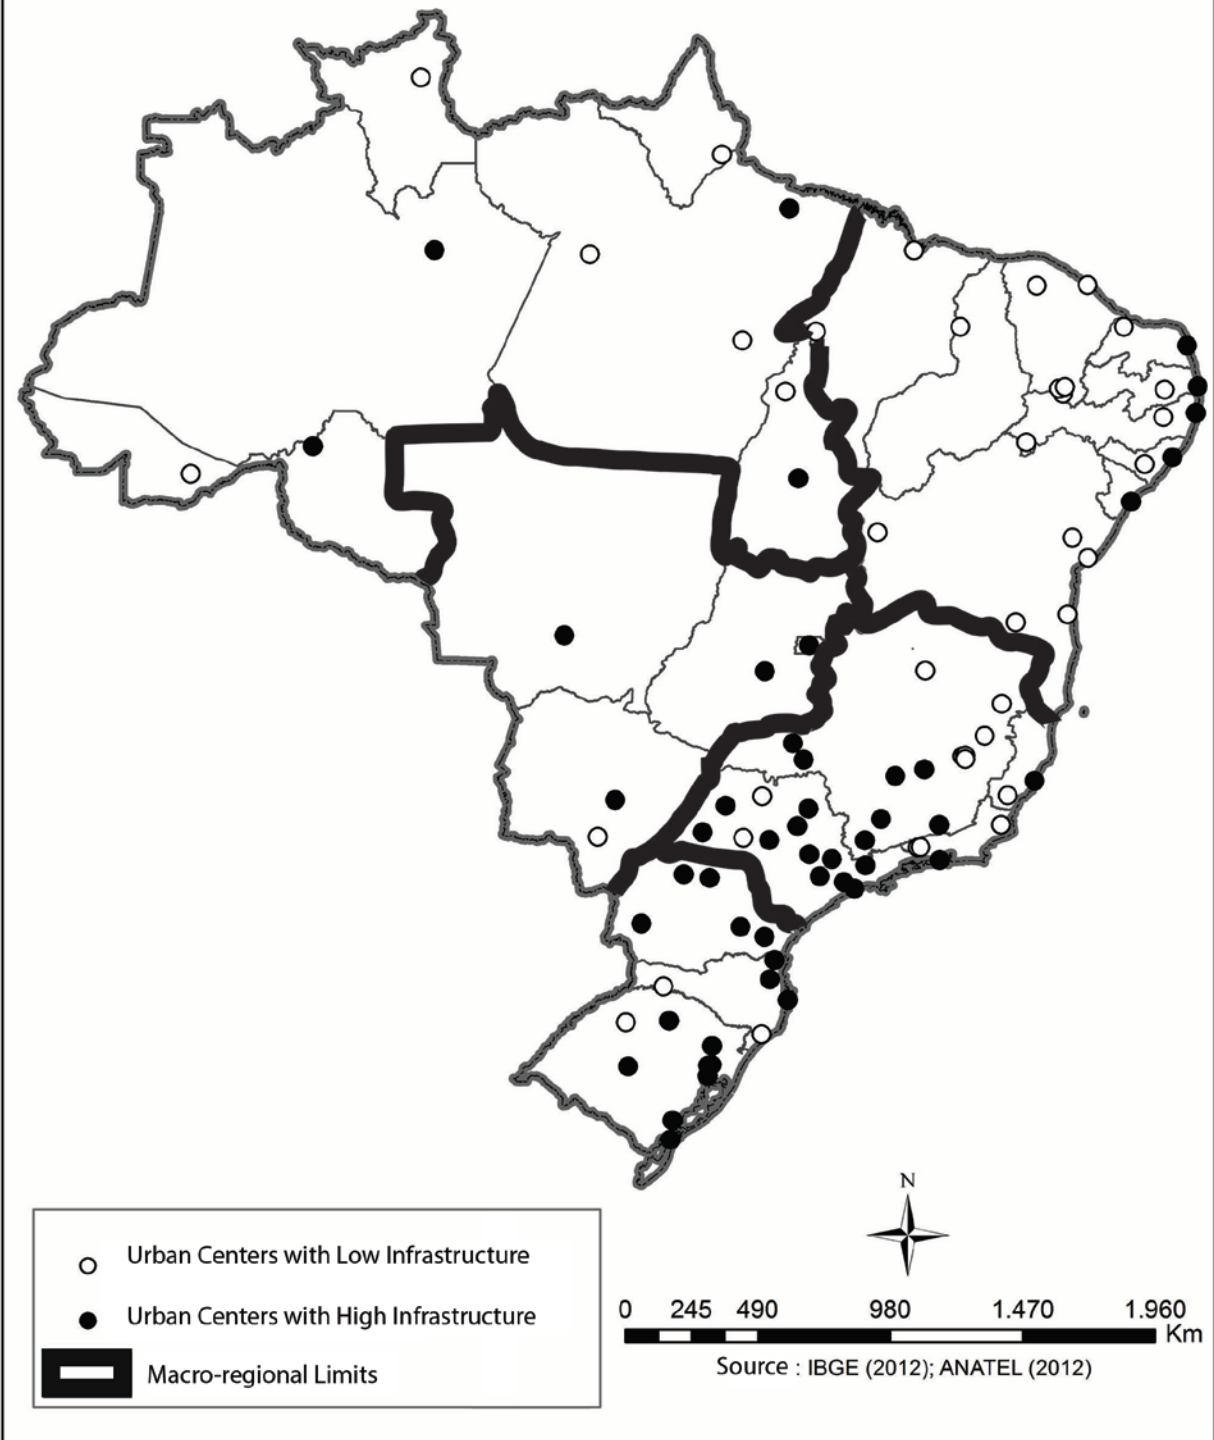 N
Urban Centers with Low Infrastructure
Urban Centers with High Infrastructure
Macro-regional Limits
0 245 490 980 1.470 1.960
Km
Source : IBGE (2012); ANATEL (2012)